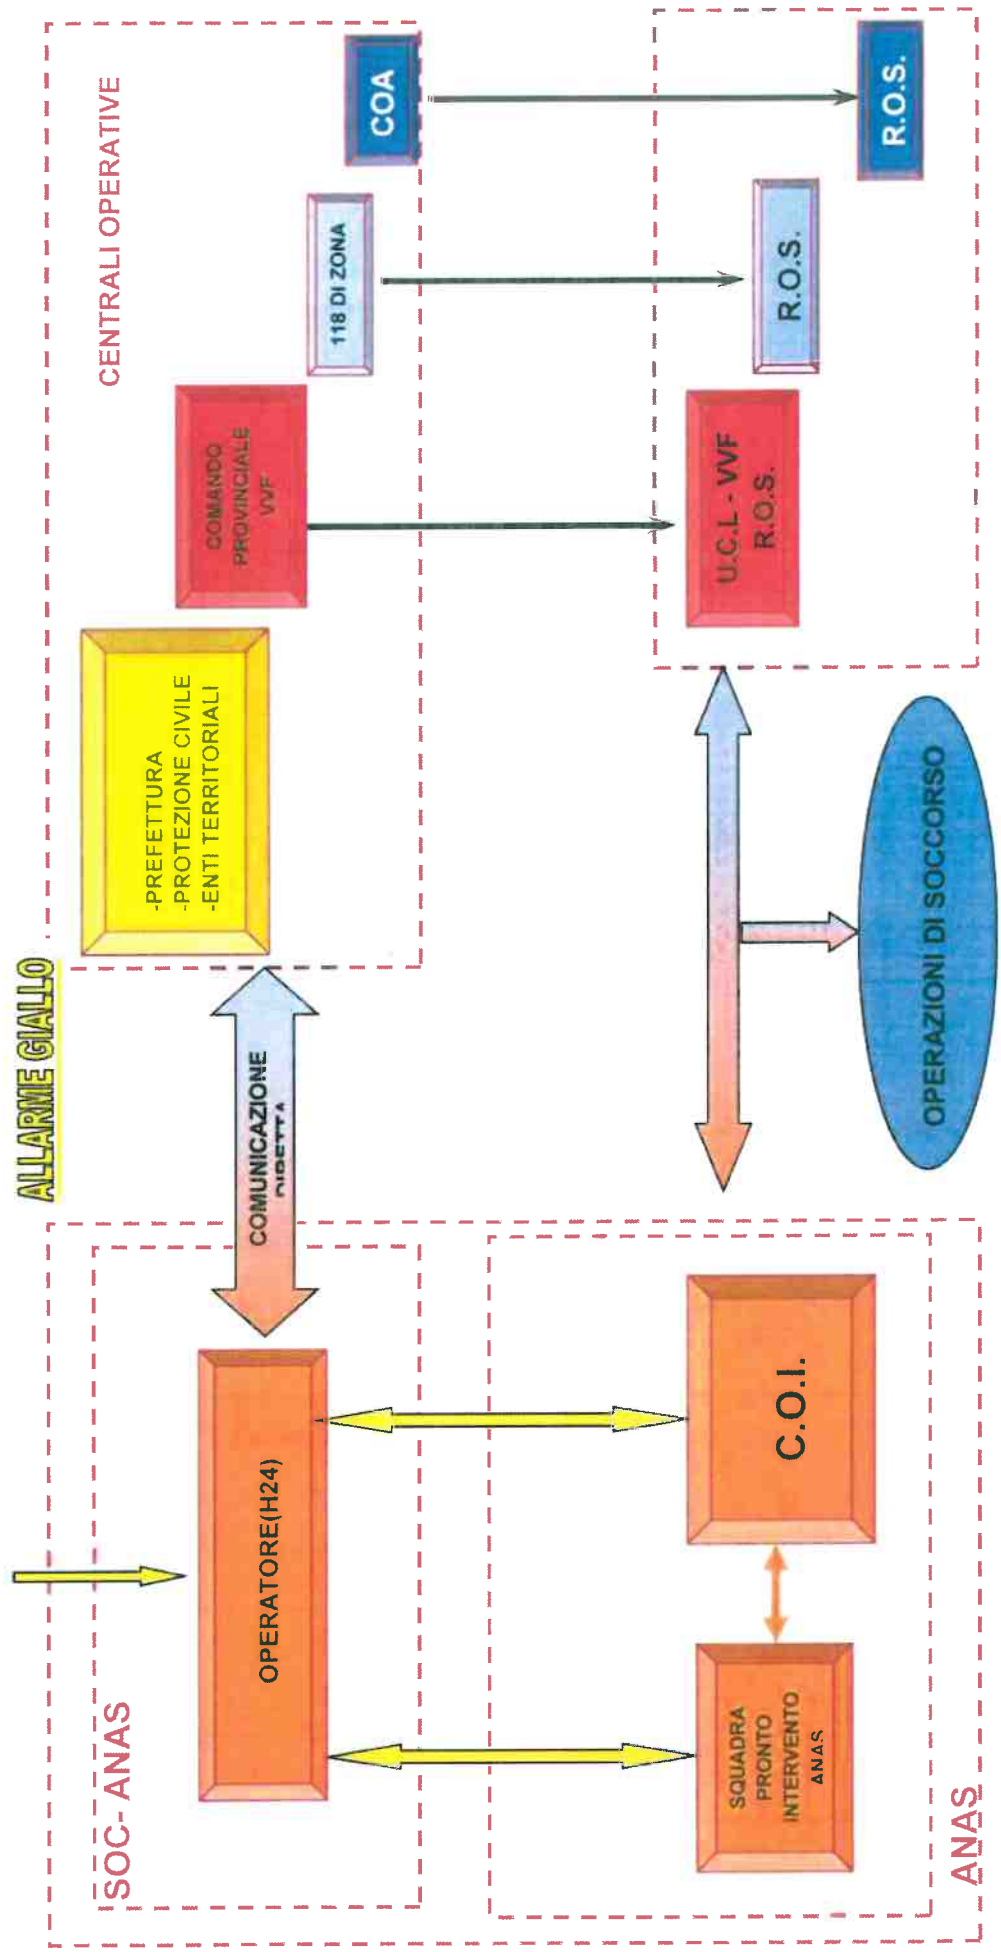 ALLARME GIALLO
SOC- ANAS
OPERATORE(H24)
COMUNICAZIONE
DIRETTA
CENTRALI OPERATIVE
-PREFETTURA
-PROTEZIONE CIVILE
-ENTI TERRITORIALI
COMANDO
PROVINCIALE
VVF
118 DI ZONA
COA
SQUADRA
PRONTO
INTERVENTO
ANAS
C.O.I.
ANAS
U.C.L - VVF
R.O.S.
R.O.S.
R.O.S.
OPERAZIONI DI SOCCORSO